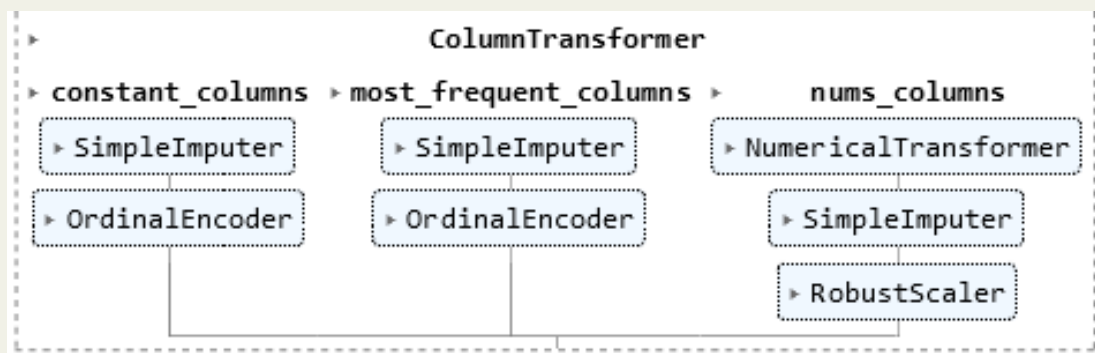 ColumnTransformer
constant_columns most_frequent_columns nums_columns
SimpleImputer SimpleImputer NumericalTransformer
OrdinalEncoder OrdinalEncoder SimpleImputer
RobustScaler